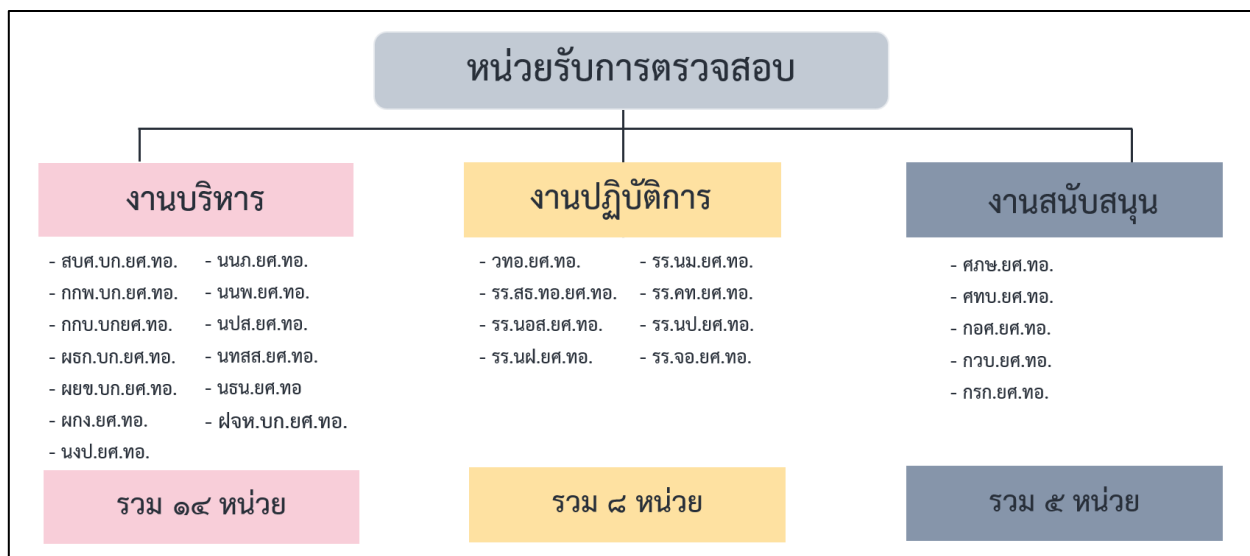 หน่วยรับการตรวจสอบ
งานบริหาร
- สบศ.บก.ยศ.ทอ.
- กกพ.บก.ยศ.ทอ.
- กกบ.บกยศ.ทอ.
- ผธก.บก.ยศ.ทอ.
- ผยข.บก.ยศ.ทอ.
- ผกง.ยศ.ทอ.
- นงป.ยศ.ทอ.
- นนภ.ยศ.ทอ.
- นนพ.ยศ.ทอ.
- นปส.ยศ.ทอ.
- นทสส.ยศ.ทอ.
- นธน.ยศ.ทอ
- ฝจห.บก.ยศ.ทอ.
รวม ๑๔ หน่วย
งานปฏิบัติการ
- วทอ.ยศ.ทอ.
- รร.สธ.ทอ.ยศ.ทอ.
- รร.นอส.ยศ.ทอ.
- รร.นฝ.ยศ.ทอ.
- รร.นม.ยศ.ทอ.
- รร.คท.ยศ.ทอ.
- รร.นป.ยศ.ทอ.
- รร.จอ.ยศ.ทอ.
รวม ๘ หน่วย
งานสนับสนุน
- ศภษ.ยศ.ทอ.
- ศทบ.ยศ.ทอ.
- กอศ.ยศ.ทอ.
- กวบ.ยศ.ทอ.
- กรก.ยศ.ทอ.
รวม ๕ หน่วย